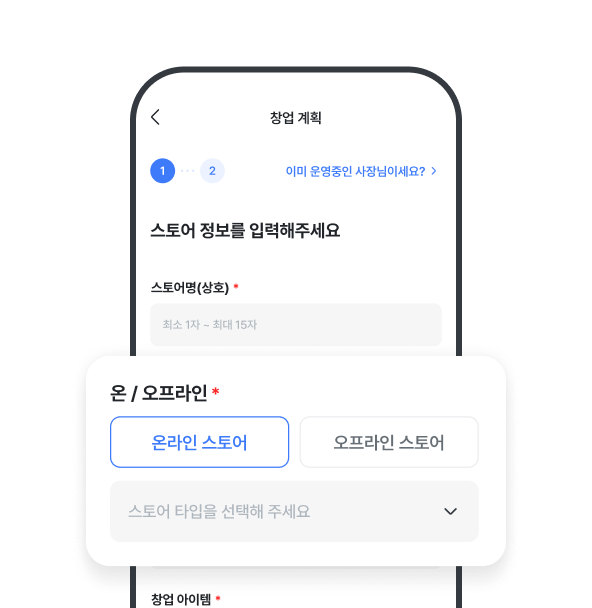 창업 계획
1 ··· 2
이미 운영중인 사장님이세요?
스토어 정보를 입력해주세요
스토어명(상호) *
최소 1자 ~ 최대 15자
온 / 오프라인 *
온라인 스토어
오프라인 스토어
스토어 타입을 선택해 주세요
창업 아이템 *